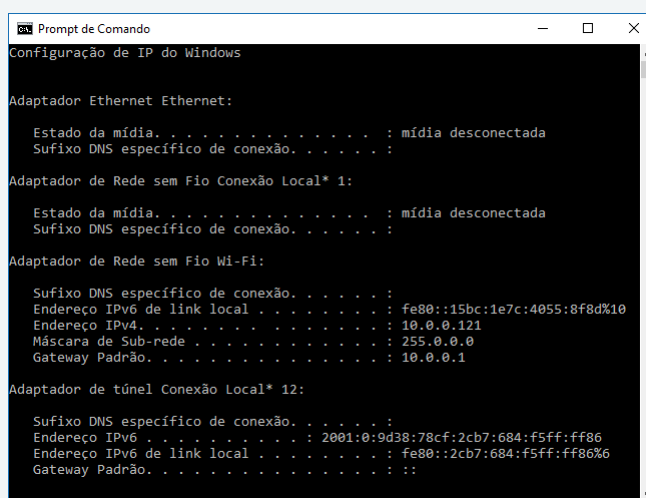 Prompt de Comando
Configuração de IP do Windows
Adaptador Ethernet Ethernet:
Estado da mídia. . . . . . . . . . . . . . : mídia desconectada
Sufixo DNS específico de conexão. . . . . . :
Adaptador de Rede sem Fio Conexão Local* 1:
Estado da mídia. . . . . . . . . . . . . . : mídia desconectada
Sufixo DNS específico de conexão. . . . . . :
Adaptador de Rede sem Fio Wi-Fi:
Sufixo DNS específico de conexão. . . . . . :
Endereço IPv6 de link local . . . . . . . . : fe80::15bc:1e7c:4055:8f8d%10
Endereço IPv4. . . . . . . . . . . . . . . : 10.0.0.121
Máscara de Sub-rede . . . . . . . . . . . . : 255.0.0.0
Gateway Padrão. . . . . . . . . . . . . . . : 10.0.0.1
Adaptador de túnel Conexão Local* 12:
Sufixo DNS específico de conexão. . . . . . :
Endereço IPv6 . . . . . . . . . . : 2001:0:9d38:78cf:2cb7:684:f5ff:ff86
Endereço IPv6 de link local . . . . . . . . : fe80::2cb7:684:f5ff:ff86%6
Gateway Padrão. . . . . . . . . . . . . . . : ::